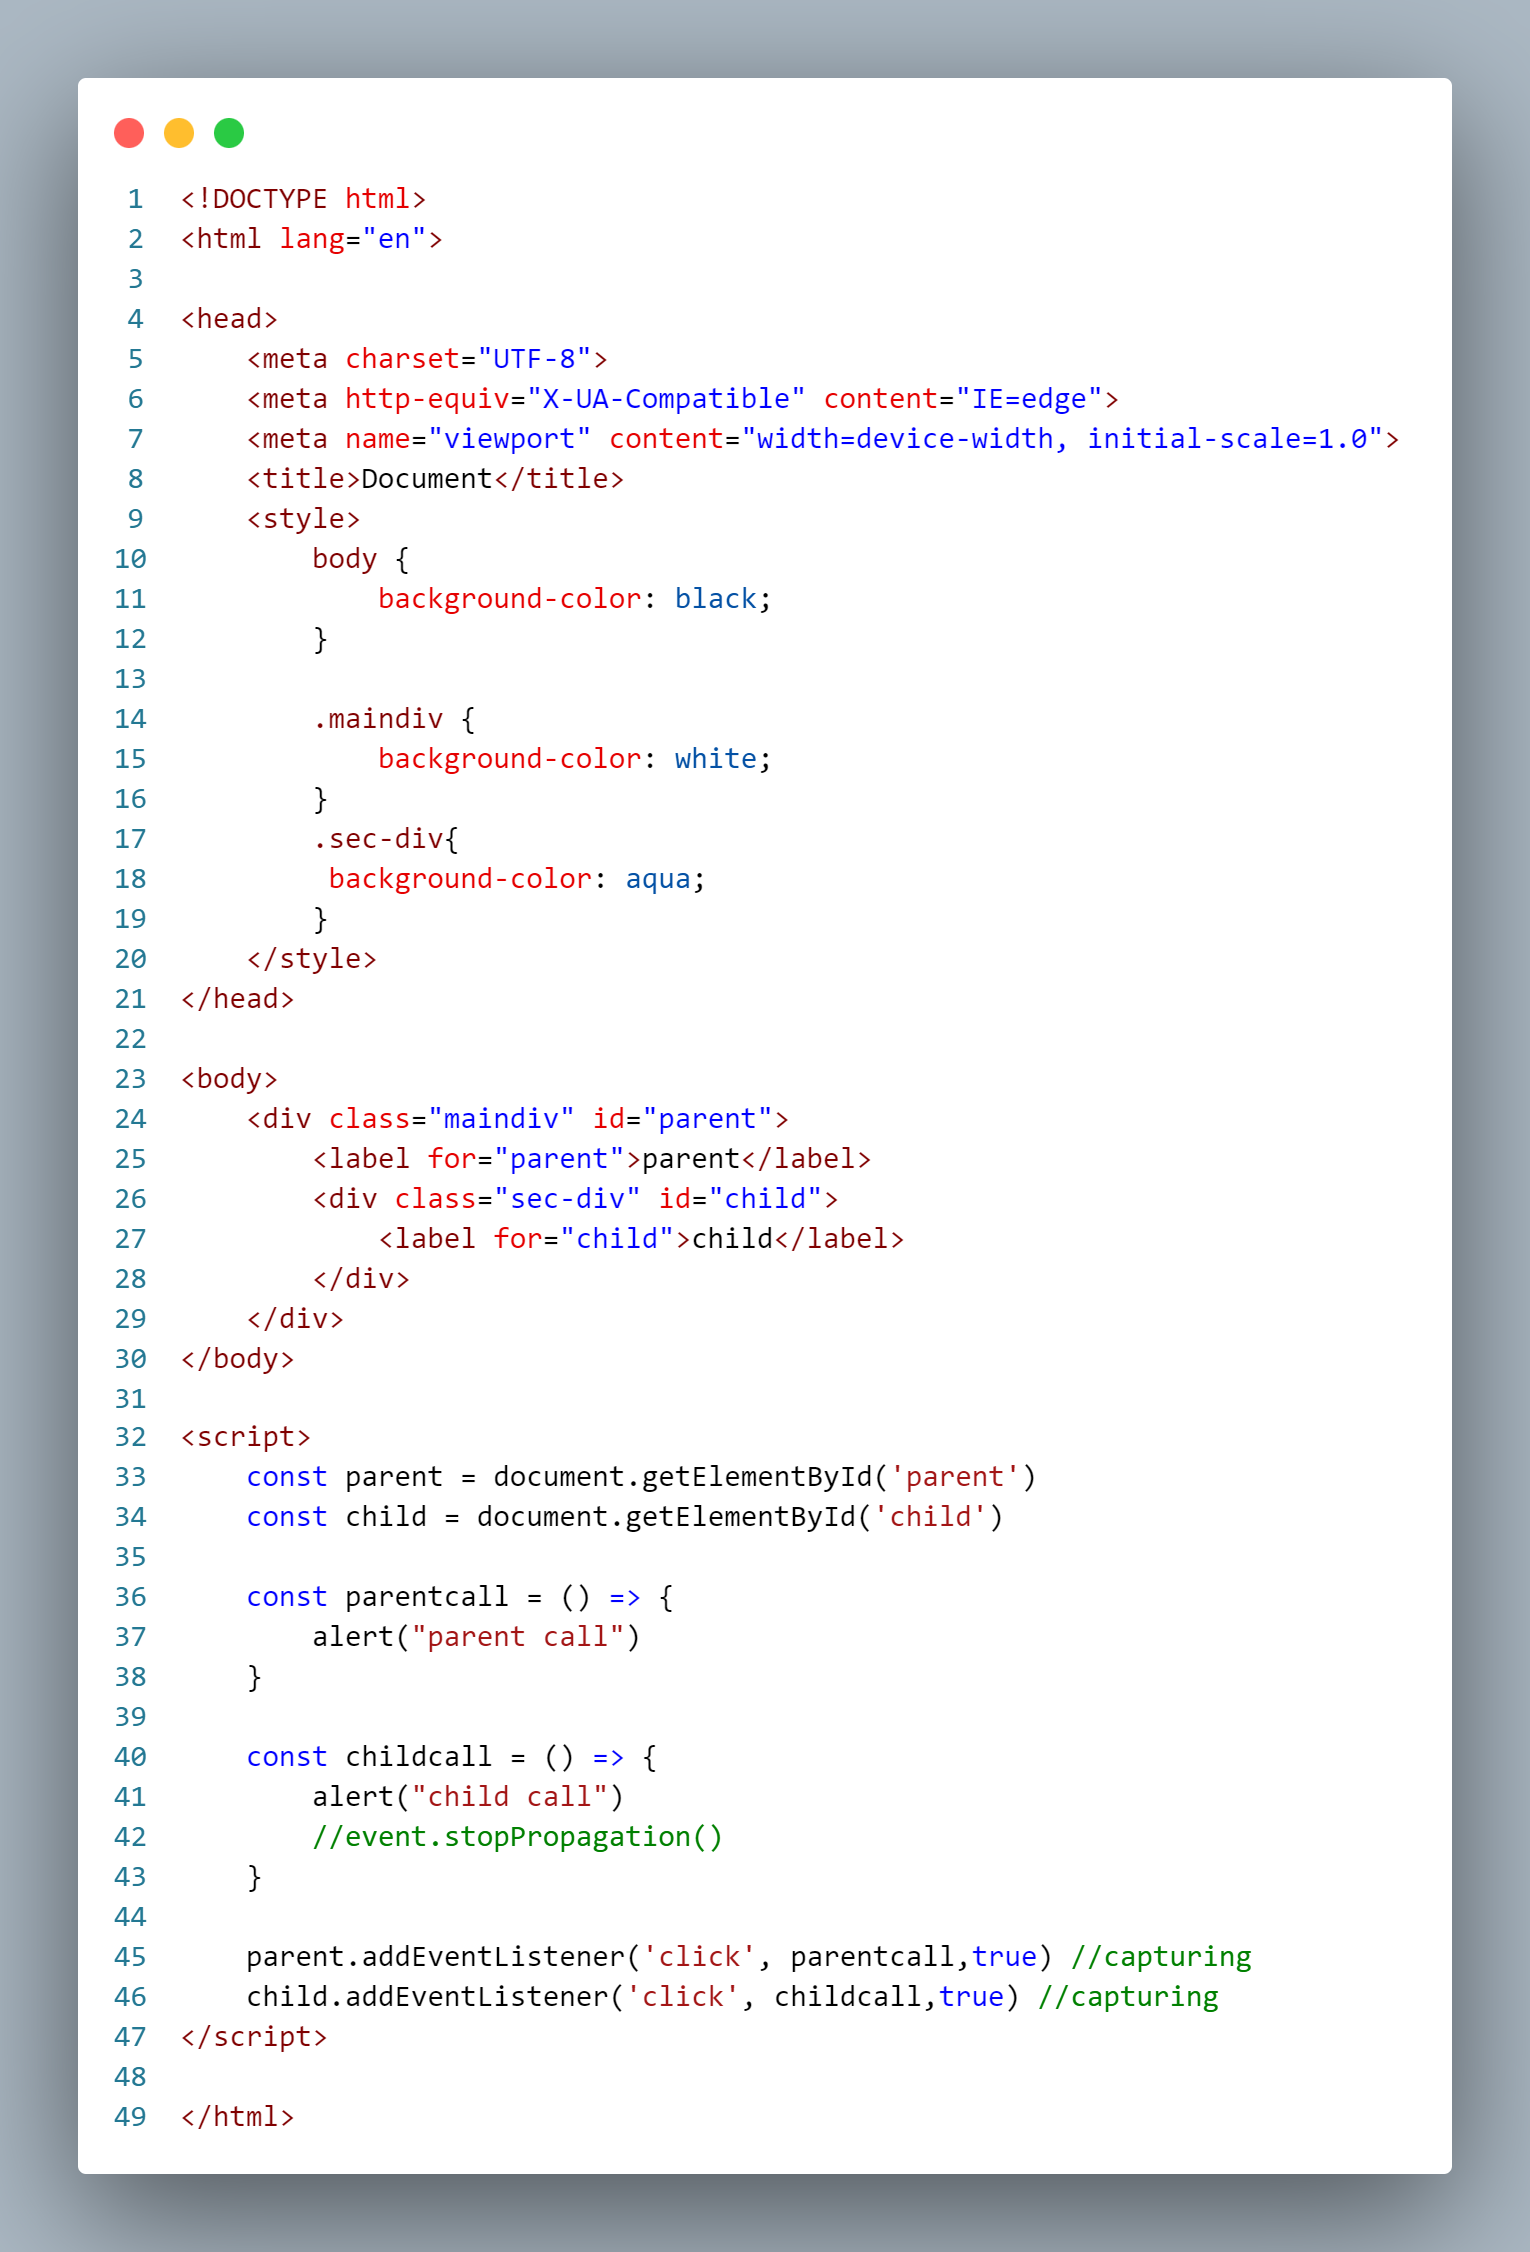 1 <!DOCTYPE html>
2 <html lang="en">
3
4 <head>
5     <meta charset="UTF-8">
6     <meta http-equiv="X-UA-Compatible" content="IE=edge">
7     <meta name="viewport" content="width=device-width, initial-scale=1.0">
8     <title>Document</title>
9     <style>
10         body {
11             background-color: black;
12         }
13
14         .maindiv {
15             background-color: white;
16         }
17         .sec-div{
18          background-color: aqua;
19         }
20     </style>
21 </head>
22
23 <body>
24     <div class="maindiv" id="parent">
25         <label for="parent">parent</label>
26         <div class="sec-div" id="child">
27             <label for="child">child</label>
28         </div>
29     </div>
30 </body>
31
32 <script>
33     const parent = document.getElementById('parent')
34     const child = document.getElementById('child')
35
36     const parentcall = () => {
37         alert("parent call")
38     }
39
40     const childcall = () => {
41         alert("child call")
42         //event.stopPropagation()
43     }
44
45     parent.addEventListener('click', parentcall,true) //capturing
46     child.addEventListener('click', childcall,true) //capturing
47 </script>
48
49 </html>